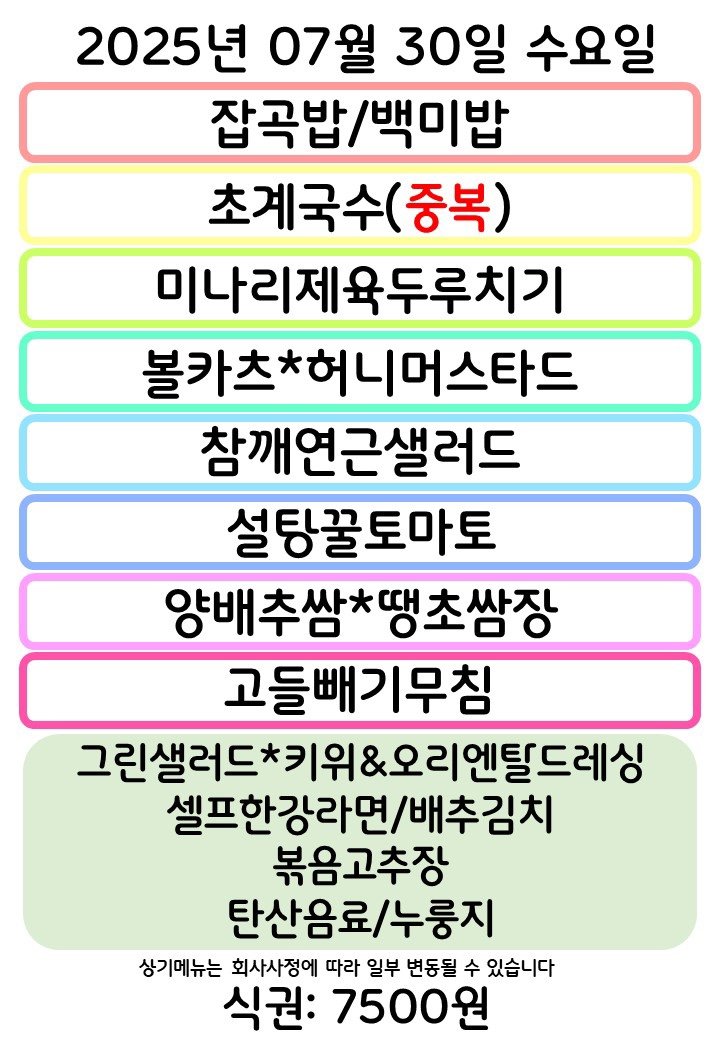 2025년 07월 30일 수요일
잡곡밥/백미밥
초계국수(중복)
미나리제육두루치기
볼카츠*허니머스타드
참깨연근샐러드
설탕꿀토마토
양배추쌈*땡초쌈장
고들빼기무침
그린샐러드*키위&오리엔탈드레싱
셀프한강라면/배추김치
볶음고추장
탄산음료/누룽지
상기메뉴는 회사사정에 따라 일부 변동될 수 있습니다
식권: 7500원